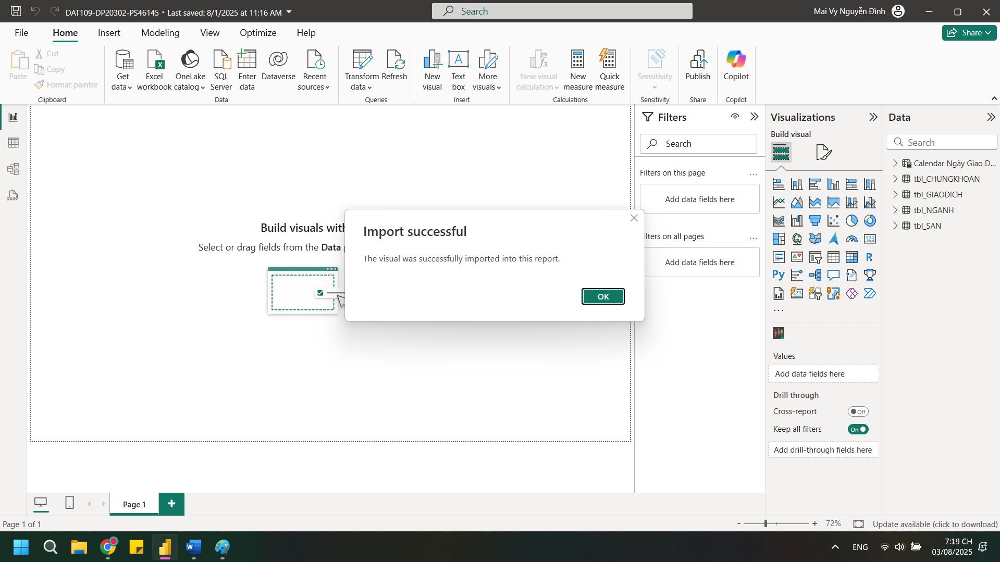 DAT109-DP20302-PS46145 • Last saved: 8/1/2025 at 11:16 AM
Search
Mai Vy Nguyễn Đình
File
Home
Insert
Modeling
View
Optimize
Help
Share
Paste
Cut
Copy
Format painter
Clipboard
Get data
Excel workbook
OneLake catalog
SQL Server
Enter data
Dataverse
Recent sources
Data
Transform data
Refresh
Queries
New visual
Text box
More visuals
Insert
New visual calculation
New measure
Quick measure
Calculations
Sensitivity
Sensitivity
Publish
Share
Copilot
Copilot
DAX
Build visuals with
Select or drag fields from the Data
Import successful
The visual was successfully imported into this report.
OK
Filters
Search
Filters on this page
...
Add data fields here
ilters on all pages
...
Add data fields here
Visualizations
Build visual
123
R
Py
123
...
Values
Add data fields here
Drill through
Cross-report
Off
Keep all filters
On
Add drill-through fields here
Data
Search
Calendar Ngày Giao D...
tbl_CHUNGKHOAN
tbl_GIAODICH
tbl_NGANH
tbl_SAN
Page 1
+
Page 1 of 1
- + 72%
Update available (click to download)
W
ENG
7:19 CH
03/08/2025